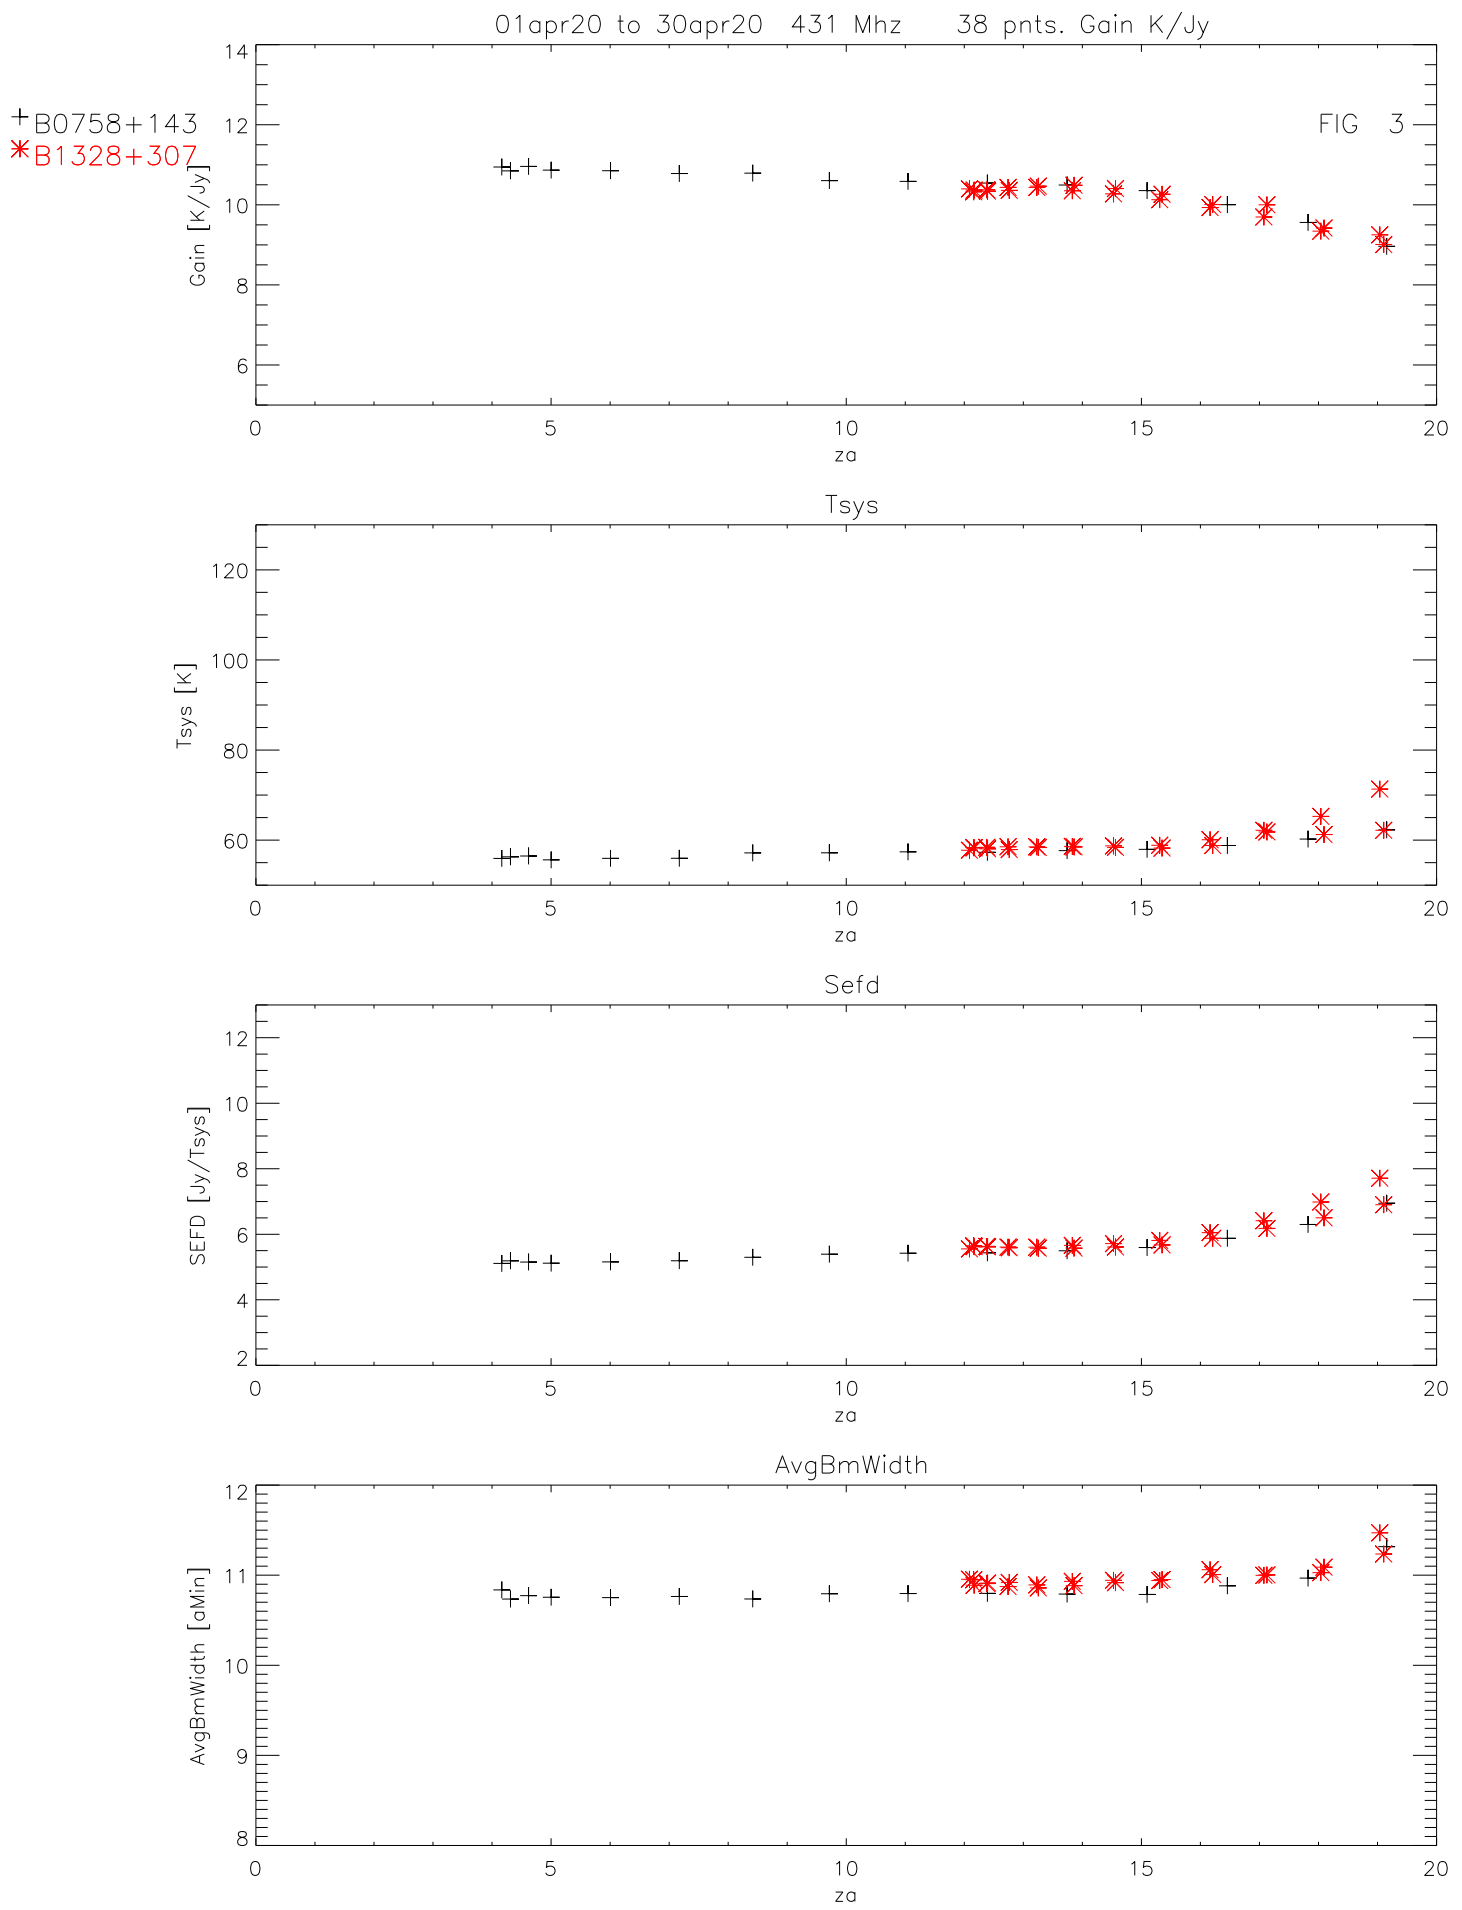 01apr20 to 30apr20 431 Mhz 38 pnts. Gain K/Jy
B0758+143
B1328+307
FIG 3
Gain [K/Jy]
14
12
10
8
6
0 5 10 15 20
za
Tsys
Tsys [K]
120
100
80
60
0 5 10 15 20
za
Sefd
SEFD [Jy/Tsys]
12
10
8
6
4
2
0 5 10 15 20
za
AvgBmWidth
AvgBmWidth [aMin]
12
11
10
9
8
0 5 10 15 20
za